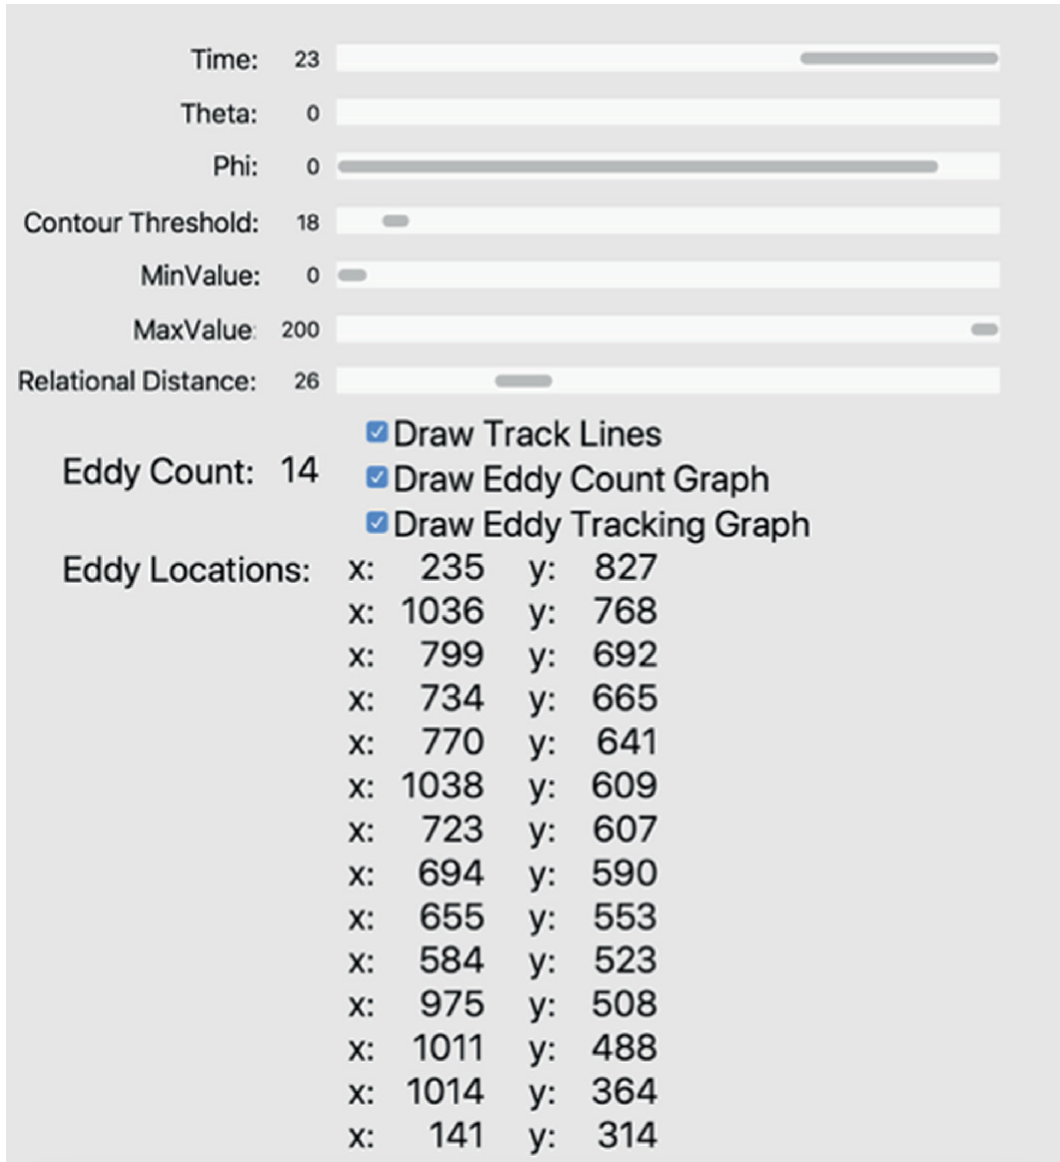 Time: 23
Theta: 0
Phi: 0
Contour Threshold: 18
MinValue: 0
MaxValue: 200
Relational Distance: 26
Draw Track Lines
Eddy Count: 14
Draw Eddy Count Graph
Draw Eddy Tracking Graph
Eddy Locations: x: 235 y: 827
x: 1036 y: 768
x: 799 y: 692
x: 734 y: 665
x: 770 y: 641
x: 1038 y: 609
x: 723 y: 607
x: 694 y: 590
x: 655 y: 553
x: 584 y: 523
x: 975 y: 508
x: 1011 y: 488
x: 1014 y: 364
x: 141 y: 314